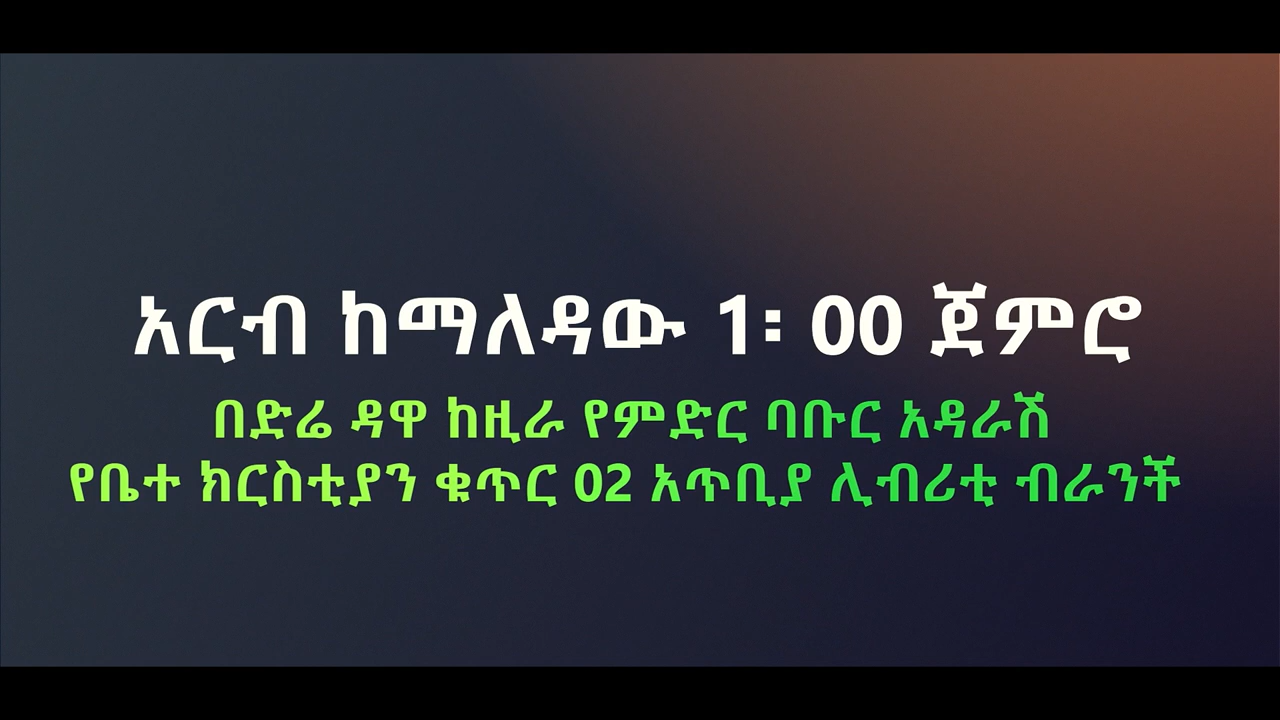 አርብ ከማለዳው 1፡ 00 ጀምሮ
በድሬ ዳዋ ከዚራ የምድር ባቡር አዳራሽ
የቤተ ክርስቲያን ቁጥር 02 አጥቢያ ሊብሪቲ ብራንች